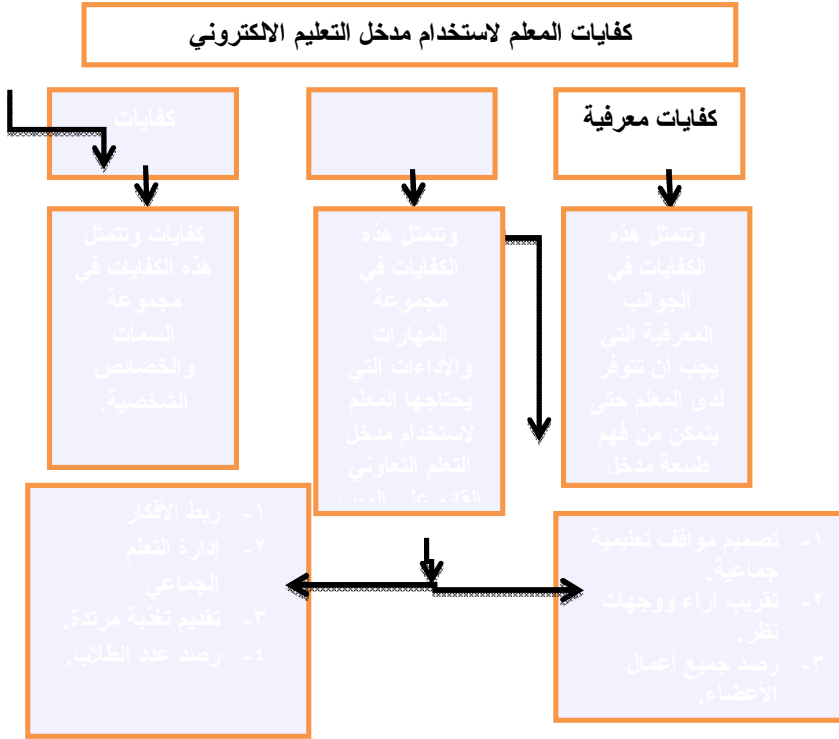 كفايات المعلم لاستخدام مدخل التعليم الالكتروني
كفايات معرفية
كفايات
وتتمثل هذه
الكفايات في
الجوانب
المعرفية التي
يجب أن تتوفر
لدى المعلم حتى
يتمكن من فهم
طبيعة مدخل
وتتمثل هذه
الكفايات في
مجموعة
المهارات
والأداءات التي
يحتاجها المعلم
لاستخدام مدخل
التعلم التعاوني
القائم على الويب
كفايات وتتمثل
هذه الكفايات في
مجموعة
السمات
والخصائص
الشخصية.
١- تصميم مواقف تعليمية
جماعية.
٢- تقريب أراء ووجهات
نظر.
٣- رصد جميع أعمال
الأعضاء.
١- ربط الأفكار
٢- إدارة التعلم
الجماعي
٣- تقديم تغذية مرتدة.
٤- رصد عدد الطلاب.